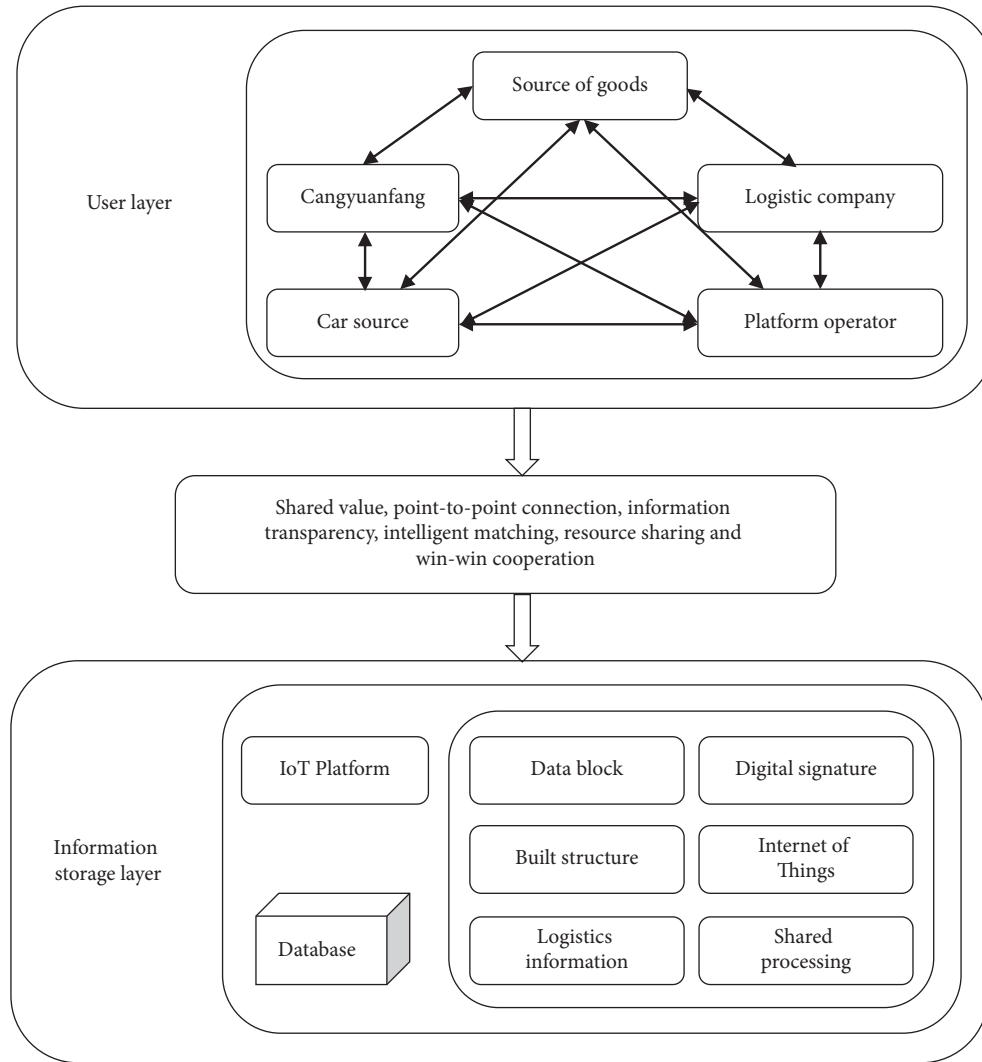 User layer
Source of goods
Cangyuanfang
Logistic company
Car source
Platform operator
Shared value, point-to-point connection, information
transparency, intelligent matching, resource sharing and
win-win cooperation
Information
storage layer
IoT Platform
Database
Data block
Digital signature
Built structure
Internet of
Things
Logistics
information
Shared
processing